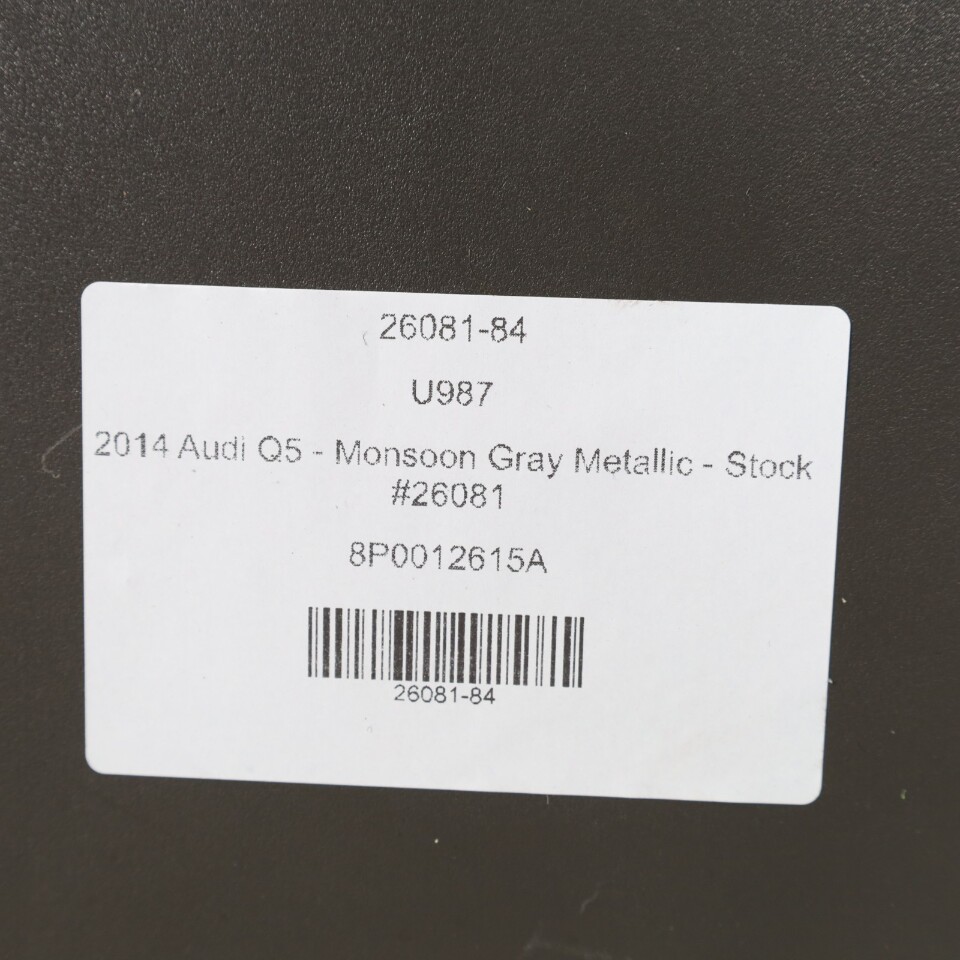 26081-84
U987
2014 Audi Q5 - Monsoon Gray Metallic - Stock
#26081
8P0012615A
26081-84